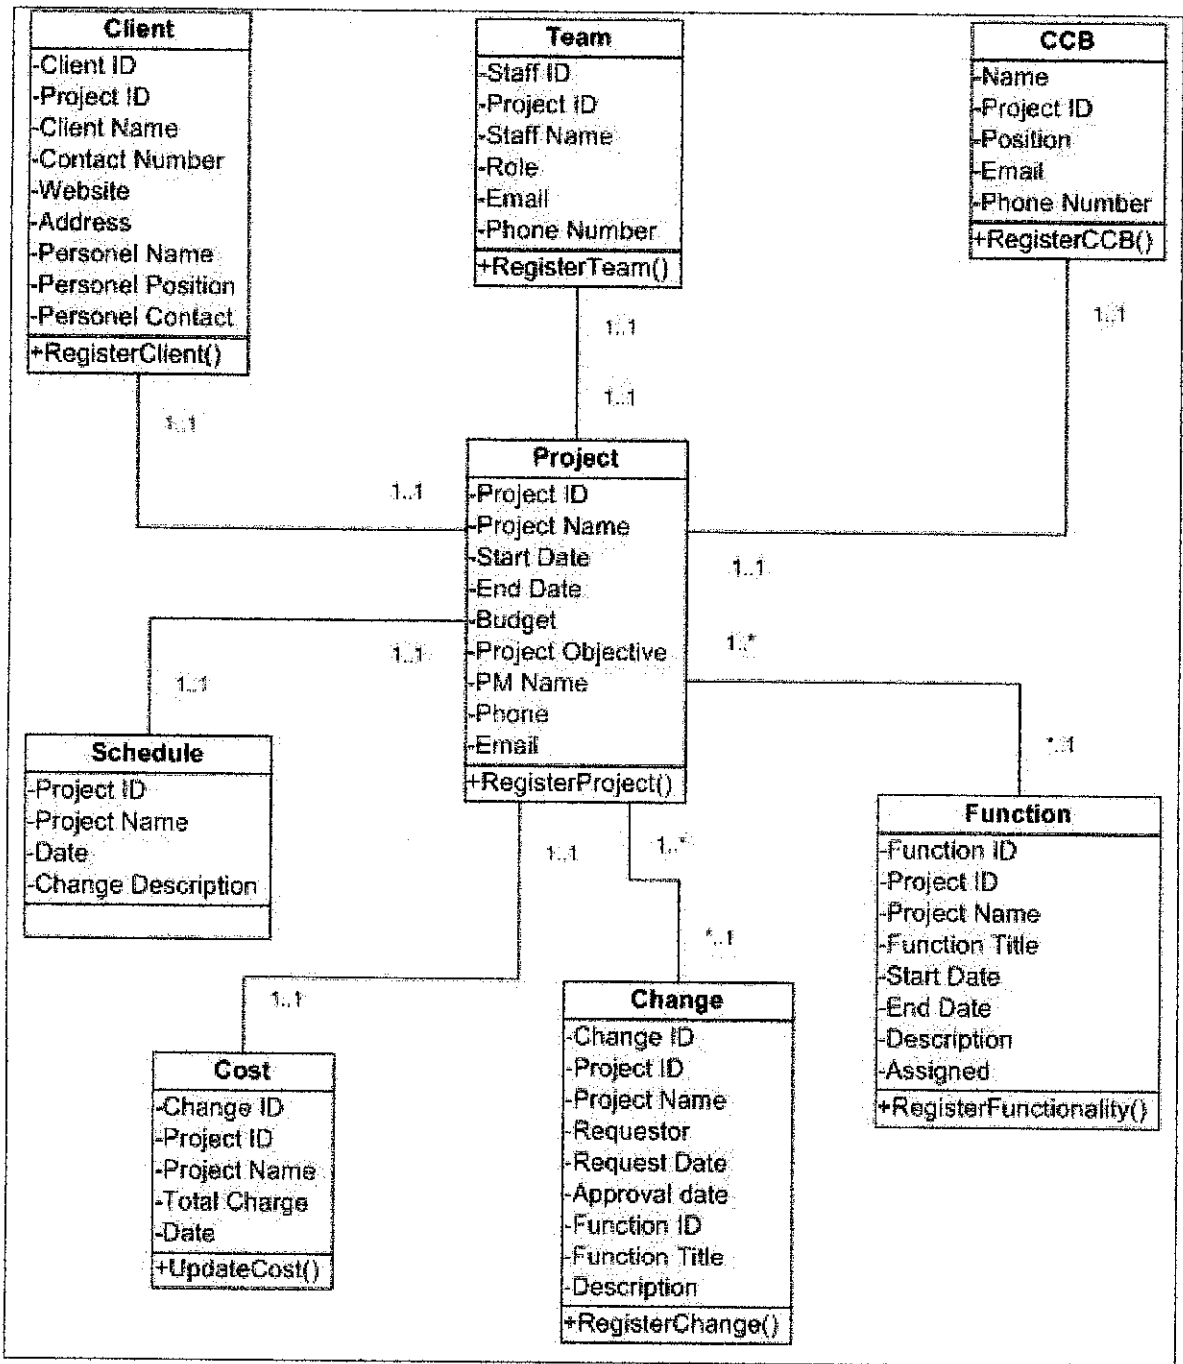 Client
-Client ID
-Project ID
-Client Name
-Contact Number
-Website
-Address
-Personel Name
-Personel Position
-Personel Contact
+RegisterClient()
Team
-Staff ID
-Project ID
-Staff Name
-Role
-Email
-Phone Number
+RegisterTeam()
CCB
-Name
-Project ID
-Position
-Email
-Phone Number
+RegisterCCB()
1..1
1..1
1..1
1..1
1..1
1..1
Project
-Project ID
-Project Name
-Start Date
-End Date
-Budget
-Project Objective
-PM Name
-Phone
-Email
+RegisterProject()
1..1
1..1
1..*
*..1
Schedule
-Project ID
-Project Name
-Date
-Change Description
1..1
1..*
Function
-Function ID
-Project ID
-Project Name
-Function Title
-Start Date
-End Date
-Description
-Assigned
+RegisterFunctionality()
1..1
*..1
Cost
-Change ID
-Project ID
-Project Name
-Total Charge
-Date
+UpdateCost()
Change
-Change ID
-Project ID
-Project Name
-Requestor
-Request Date
-Approval date
-Function ID
-Function Title
-Description
+RegisterChange()